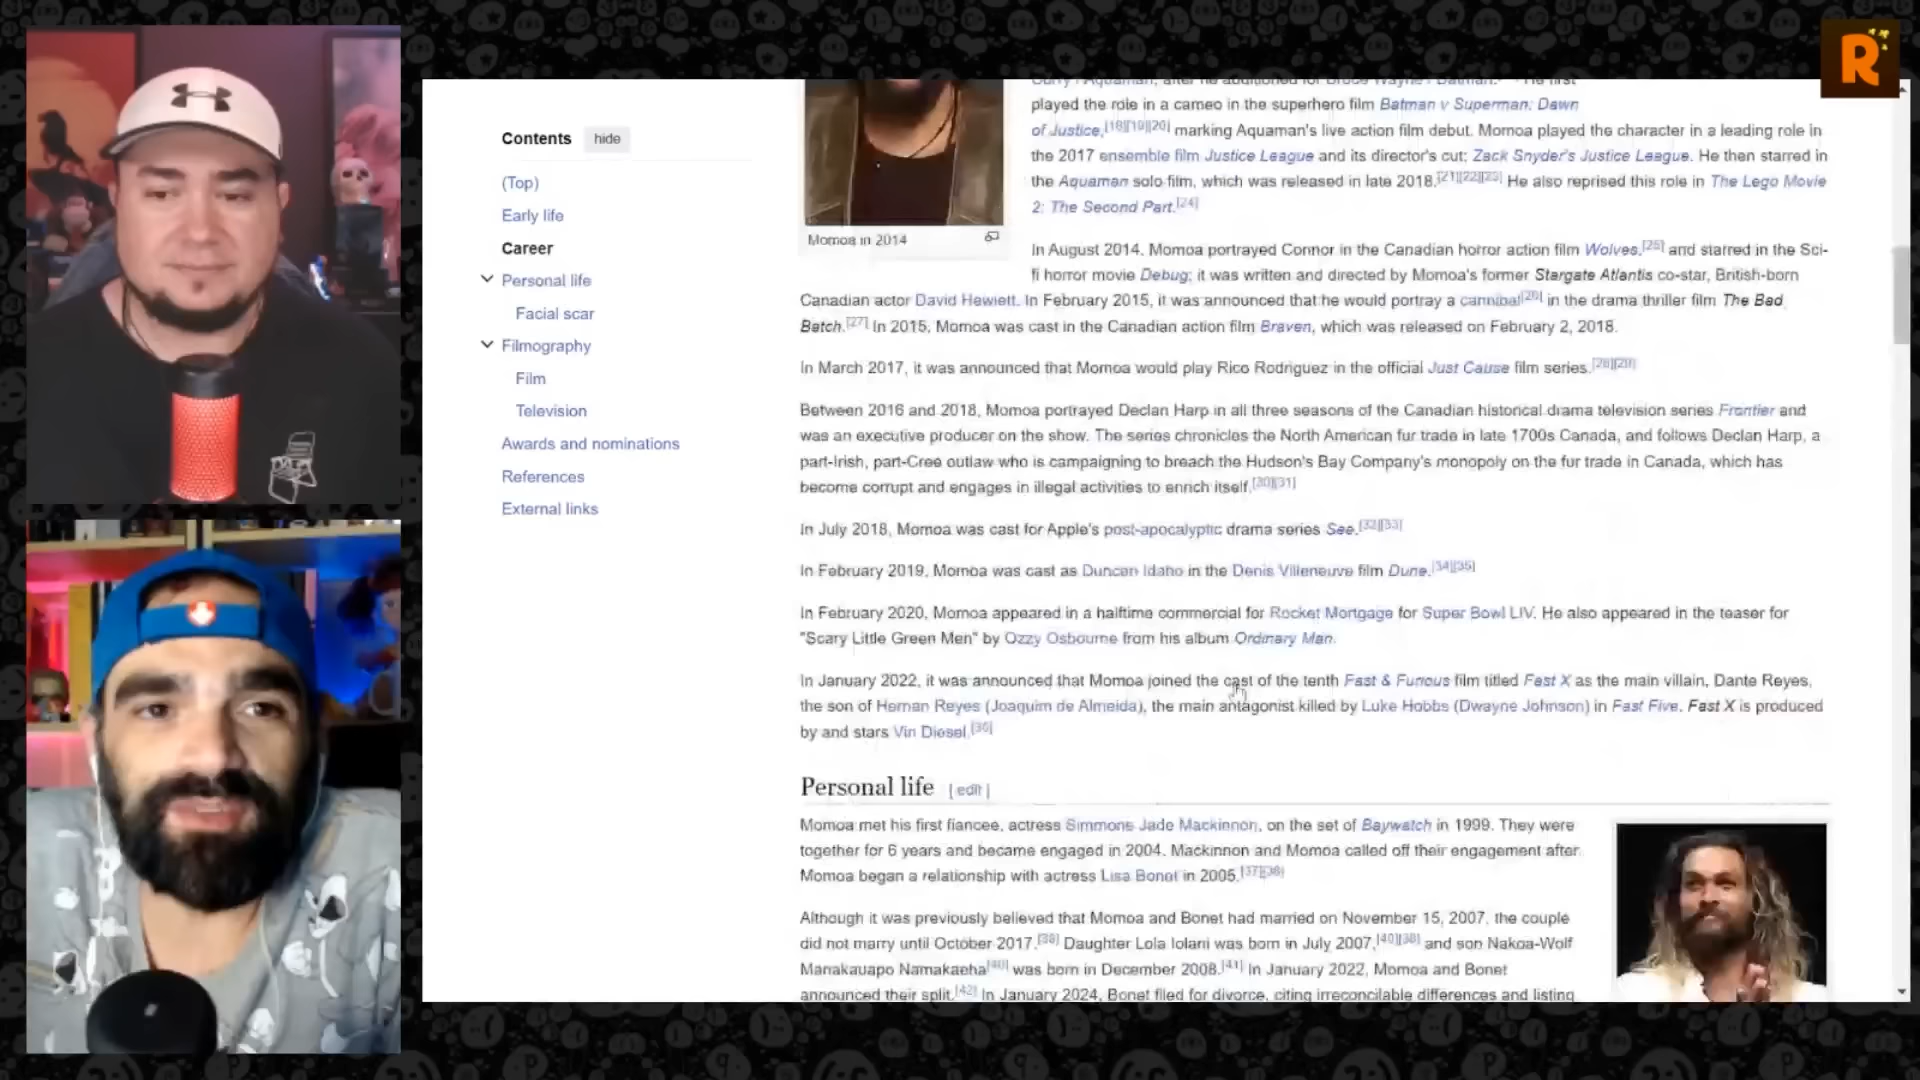 R
Contents hide
(Top)
Early life
Career
Personal life
Facial scar
Filmography
Film
Television
Awards and nominations
References
External links
Momoa in 2014
played the role in a cameo in the superhero film Batman v Superman: Dawn
of Justice,[18][19][20] marking Aquaman's live action film debut. Momoa played the character in a leading role in
the 2017 ensemble film Justice League and its director's cut; Zack Snyder's Justice League. He then starred in
the Aquaman solo film, which was released in late 2018.[21][22][23] He also reprised this role in The Lego Movie
2: The Second Part.[24]
In August 2014, Momoa portrayed Connor in the Canadian horror action film Wolves,[25] and starred in the Sci-
fi horror movie Debug; it was written and directed by Momoa's former Stargate Atlantis co-star, British-born
Canadian actor David Hewlett. In February 2015, it was announced that he would portray a cannibal[26] in the drama thriller film The Bad
Batch.[27] In 2015, Momoa was cast in the Canadian action film Braven, which was released on February 2, 2018.
In March 2017, it was announced that Momoa would play Rico Rodriguez in the official Just Cause film series.[28][29]
Between 2016 and 2018, Momoa portrayed Declan Harp in all three seasons of the Canadian historical drama television series Frontier and
was an executive producer on the show. The series chronicles the North American fur trade in late 1700s Canada, and follows Declan Harp, a
part-Irish, part-Cree outlaw who is campaigning to breach the Hudson's Bay Company's monopoly on the fur trade in Canada, which has
become corrupt and engages in illegal activities to enrich itself.[30][31]
In July 2018, Momoa was cast for Apple's post-apocalyptic drama series See.[32][33]
In February 2019, Momoa was cast as Duncan Idaho in the Denis Villeneuve film Dune.[34][35]
In February 2020, Momoa appeared in a halftime commercial for Rocket Mortgage for Super Bowl LIV. He also appeared in the teaser for
"Scary Little Green Men" by Ozzy Osbourne from his album Ordinary Man.
In January 2022, it was announced that Momoa joined the cast of the tenth Fast & Furious film titled Fast X as the main villain, Dante Reyes,
the son of Hernan Reyes (Joaquim de Almeida), the main antagonist killed by Luke Hobbs (Dwayne Johnson) in Fast Five. Fast X is produced
by and stars Vin Diesel.[36]
Personal life [ edit ]
Momoa met his first fiancee, actress Simmone Jade Mackinnon, on the set of Baywatch in 1999. They were
together for 6 years and became engaged in 2004. Mackinnon and Momoa called off their engagement after
Momoa began a relationship with actress Lisa Bonet in 2005.[37][38]
Although it was previously believed that Momoa and Bonet had married on November 15, 2007, the couple
did not marry until October 2017.[39] Daughter Lola Iolani was born in July 2007,[40][38] and son Nakoa-Wolf
Manakauapo Namakaeha[40] was born in December 2008.[41] In January 2022, Momoa and Bonet
announced their split.[42] In January 2024, Bonet filed for divorce, citing irreconcilable differences and listing